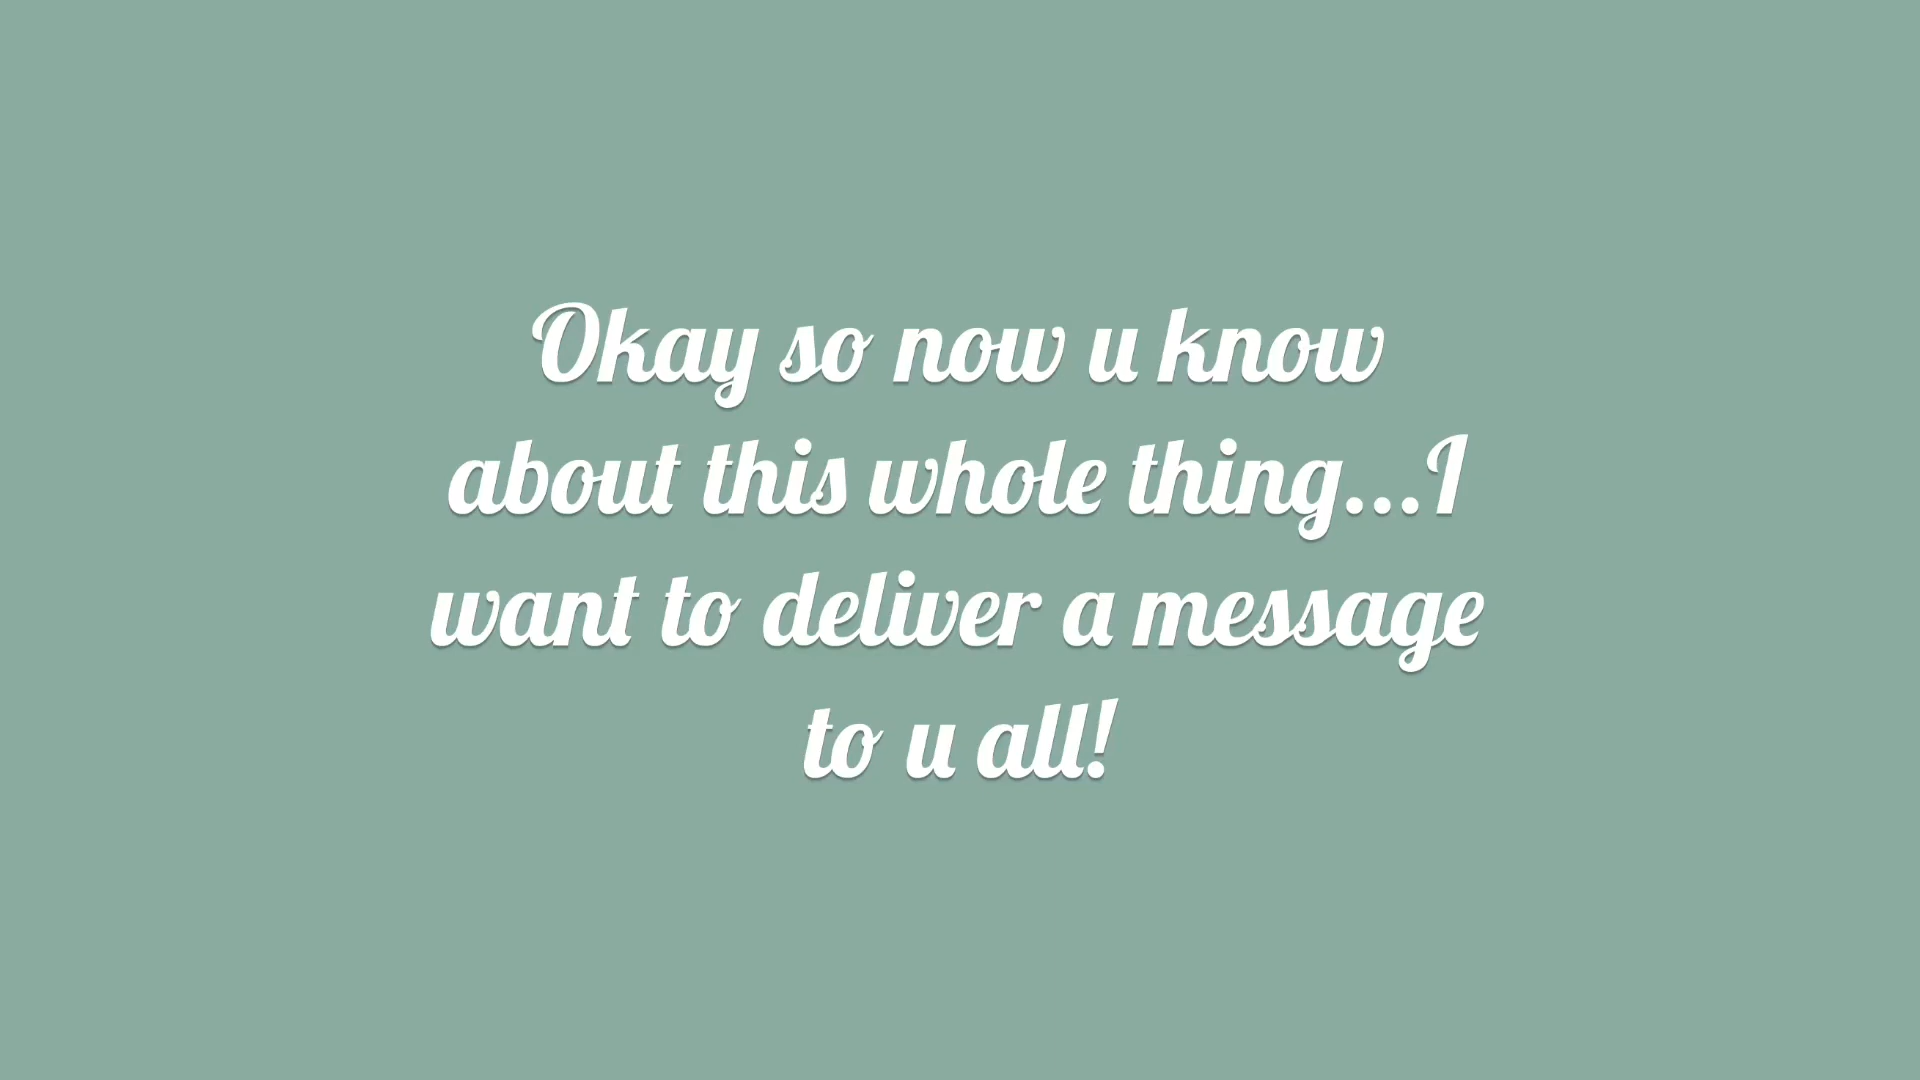 Okay so now u know
about this whole thing...I
want to deliver a message
to u all!